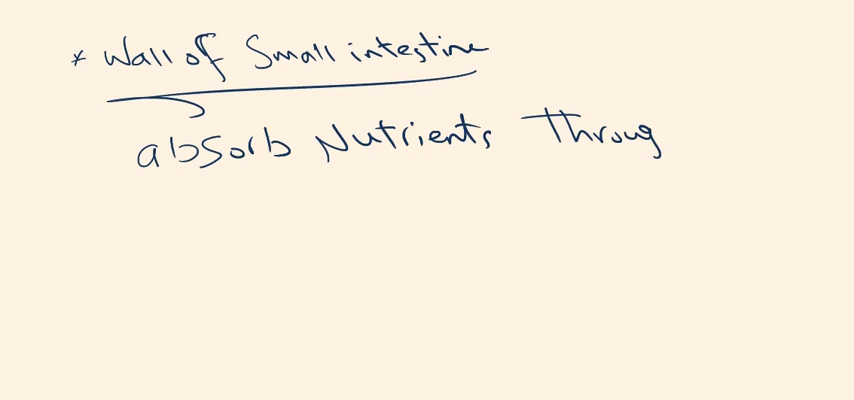 * Wall of Small intestine
absorb Nutrients Throug